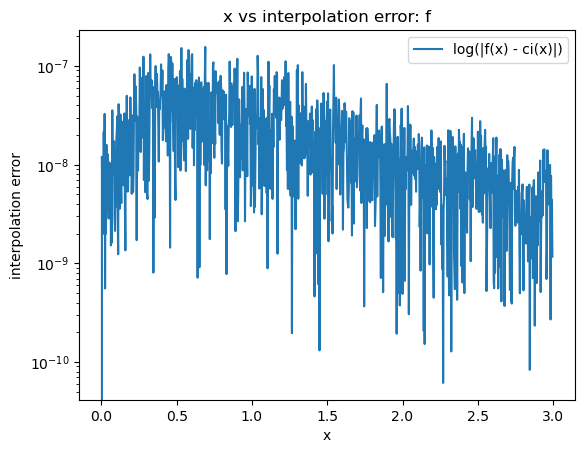 x vs interpolation error: f
log(|f(x) - ci(x)|)
interpolation error
10⁻⁷
10⁻⁸
10⁻⁹
10⁻¹⁰
0.0 0.5 1.0 1.5 2.0 2.5 3.0
x